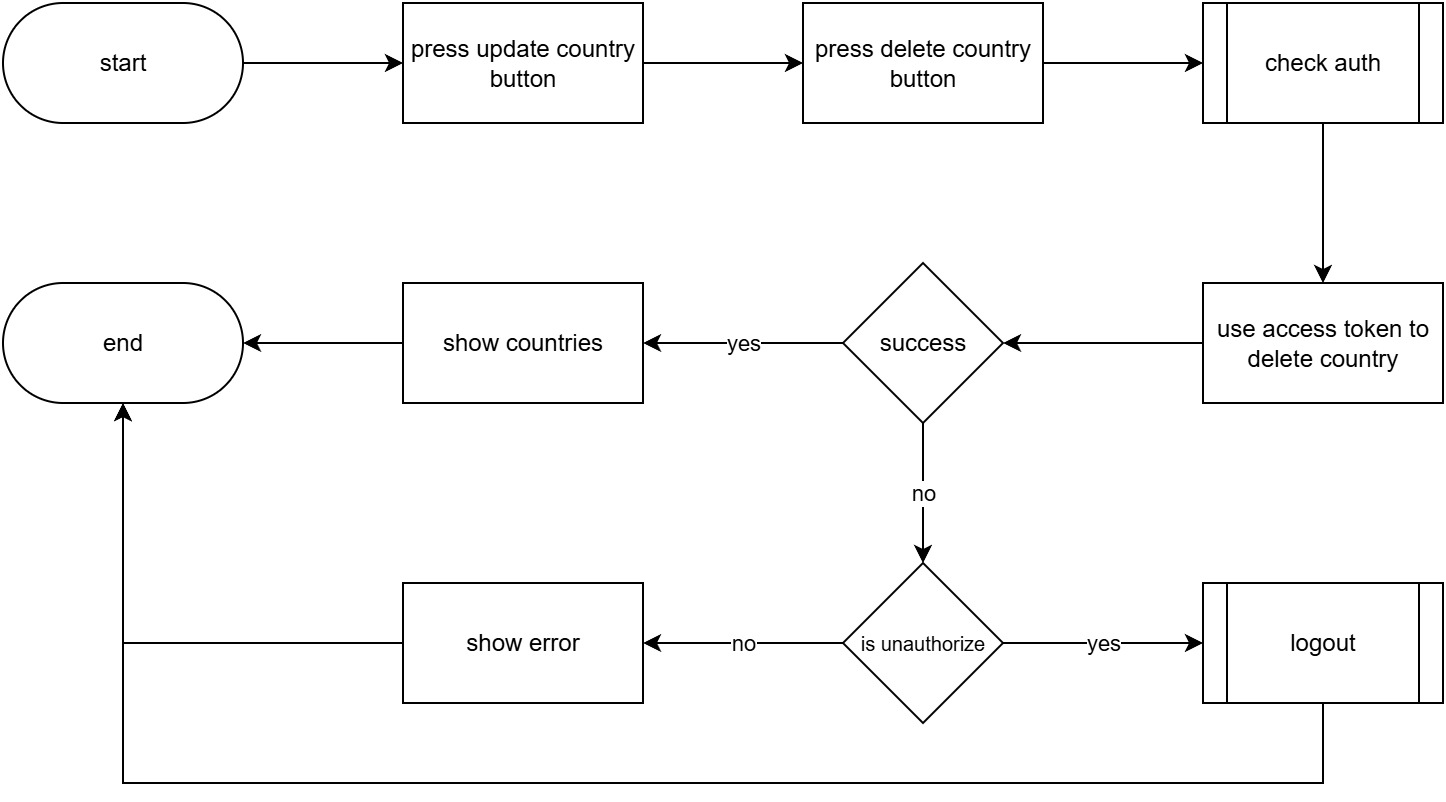 start
press update country
button
press delete country
button
check auth
end
show countries
yes
success
use access token to
delete country
no
show error
no
is unauthorize
yes
logout